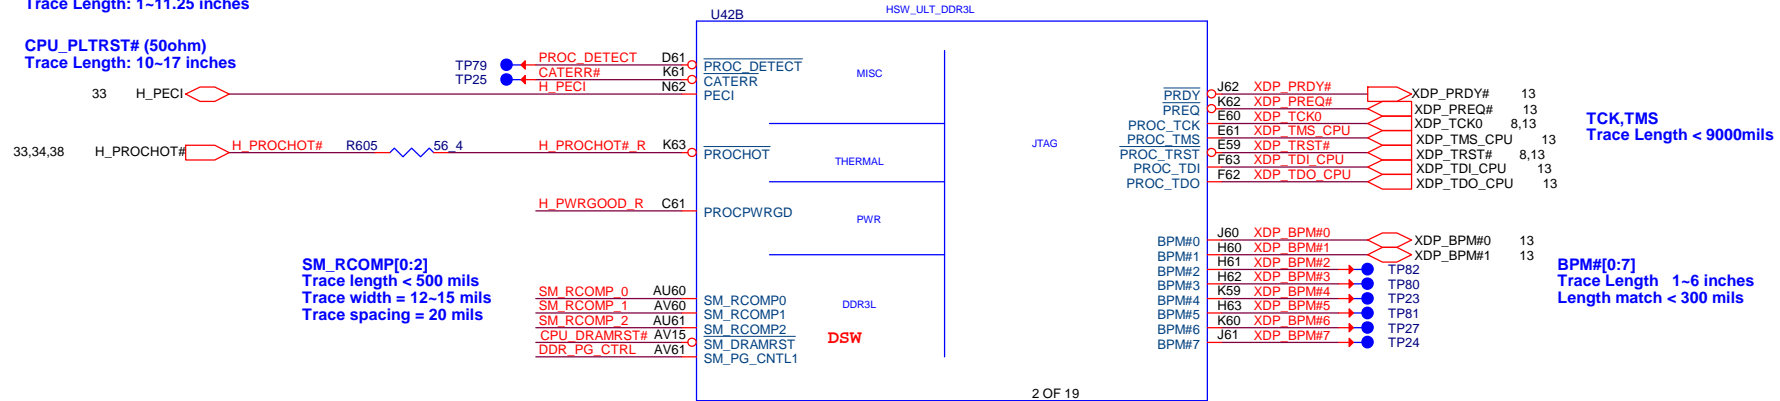 Trace Length: 1~11.25 inches
U42B
HSW_ULT_DDR3L
CPU_PLTRST# (50ohm)
Trace Length: 10~17 inches
TP79 PROC_DETECT D61 PROC_DETECT
TP25 CATERR# K61 CATERR
33 H_PECI H_PECI N62 PECI
MISC
33,34,38 H_PROCHOT# H_PROCHOT# R605 56_4 H_PROCHOT#_R K63 PROCHOT
THERMAL
H_PWRGOOD_R C61 PROCPWRGD
PWR
SM_RCOMP[0:2]
Trace length < 500 mils
Trace width = 12~15 mils
Trace spacing = 20 mils
SM_RCOMP_0 AU60 SM_RCOMP0
SM_RCOMP_1 AV60 SM_RCOMP1
SM_RCOMP_2 AU61 SM_RCOMP2
CPU_DRAMRST# AV15 SM_DRAMRST
DDR_PG_CTRL AV61 SM_PG_CNTL1
DDR3L
DSW
JTAG
PRDY J62 XDP_PRDY# XDP_PRDY# 13
PREQ K62 XDP_PREQ# XDP_PREQ# 13
PROC_TCK E60 XDP_TCK0 XDP_TCK0 8,13
PROC_TMS E61 XDP_TMS_CPU XDP_TMS_CPU 13
PROC_TRST E59 XDP_TRST# XDP_TRST# 8,13
PROC_TDI F63 XDP_TDI_CPU XDP_TDI_CPU 13
PROC_TDO F62 XDP_TDO_CPU XDP_TDO_CPU 13
TCK,TMS
Trace Length < 9000mils
BPM#0 J60 XDP_BPM#0 XDP_BPM#0 13
BPM#1 H60 XDP_BPM#1 XDP_BPM#1 13
BPM#2 H61 XDP_BPM#2 TP82
BPM#3 H62 XDP_BPM#3 TP80
BPM#4 K59 XDP_BPM#4 TP23
BPM#5 H63 XDP_BPM#5 TP81
BPM#6 K60 XDP_BPM#6 TP27
BPM#7 J61 XDP_BPM#7 TP24
BPM#[0:7]
Trace Length 1~6 inches
Length match < 300 mils
2 OF 19